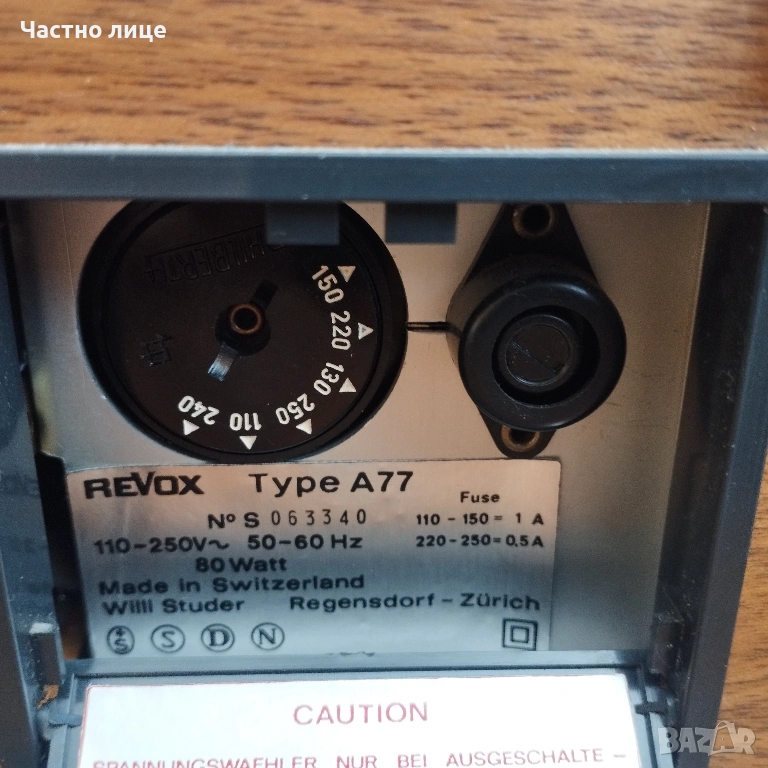 Частно лице
150
220
130
250
110
240
REVOX Type A77
Nº S 063340
110-250V~ 50-60 Hz
80 Watt
Made in Switzerland
Willi Studer Regensdorf - Zürich
Fuse
110 - 150 = 1 A
220 - 250 = 0,5 A
S S D N
CAUTION
SPANNUNGSWAEHLER NUR BEI AUSGESCHALTE -
BAZAR